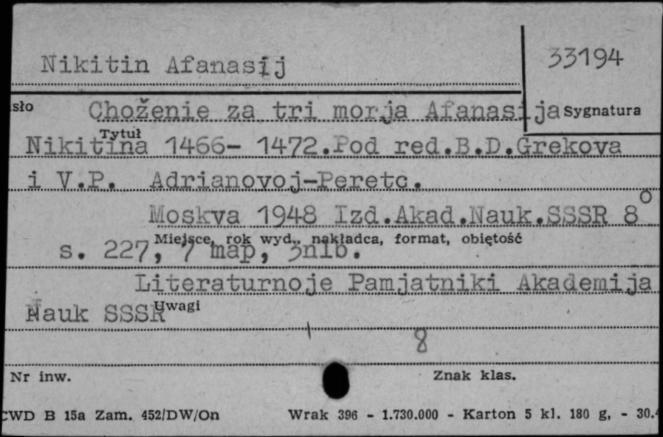 Nikitin Afanasij
33194
sło Chożenie za tri morja Afanasija Sygnatura
Tytuł
Nikitina 1466- 1472.Pod red.B.D.Grekova
i V.P. Adrianovoj-Peretc.
Moskva 1948 Izd.Akad.Nauk.SSSR 8°
Miejsce, rok wyd., nakładca, format, objętość
s. 227, 7 map, 3nlb.
Literaturnoje Pamjatniki Akademija
Nauk SSSR Uwagi
8
Nr inw. Znak klas.
CWD B 15a Zam. 452/DW/On Wrak 396 - 1.730.000 - Karton 5 kl. 180 g, - 30.4